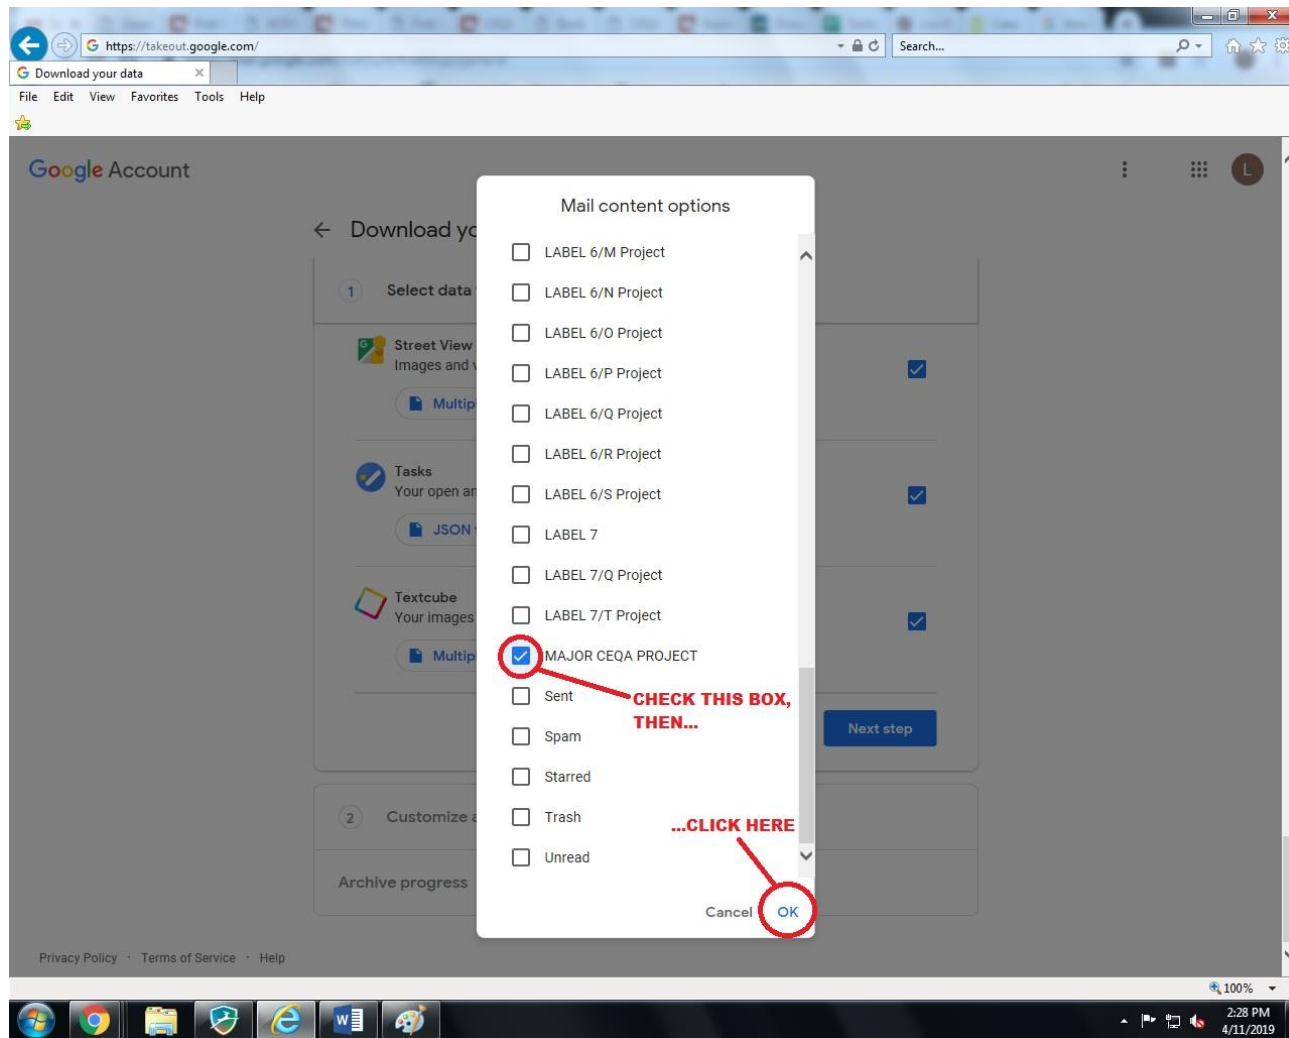 https://takeout.google.com/
Search...
Download your data
File Edit View Favorites Tools Help
Google Account
L
Mail content options
Download yo
1 Select data
Street View
Images and
Multip
Tasks
Your open an
JSON
Textcube
Your images
Multip
LABEL 6/M Project
LABEL 6/N Project
LABEL 6/O Project
LABEL 6/P Project
LABEL 6/Q Project
LABEL 6/R Project
LABEL 6/S Project
LABEL 7
LABEL 7/Q Project
LABEL 7/T Project
MAJOR CEQA PROJECT
Sent
Spam
Starred
Trash
Unread
CHECK THIS BOX,
THEN...
Next step
...CLICK HERE
2 Customize a
Archive progress
Cancel OK
Privacy Policy · Terms of Service · Help
100%
2:28 PM
4/11/2019